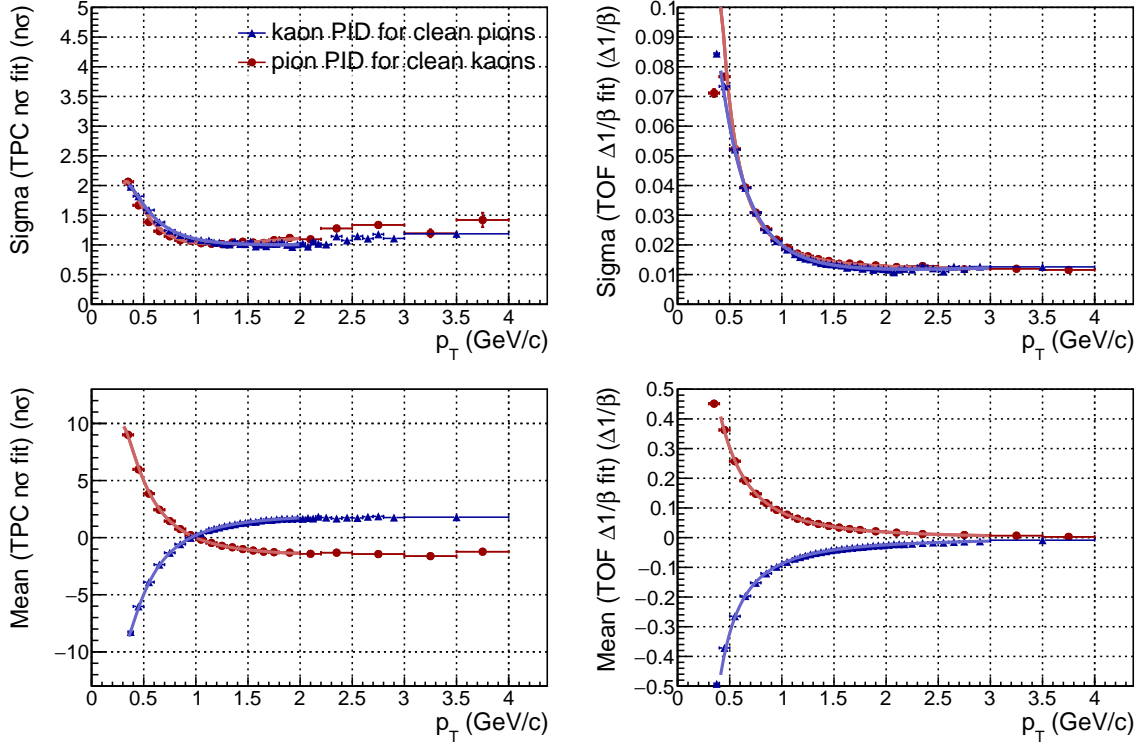 Sigma (TPC nσ fit) (nσ)
5
4.5
4
3.5
3
2.5
2
1.5
1
0.5
0
kaon PID for clean pions
pion PID for clean kaons
0 0.5 1 1.5 2 2.5 3 3.5 4
p_T (GeV/c)
Sigma (TOF Δ1/β fit) (Δ1/β)
0.1
0.09
0.08
0.07
0.06
0.05
0.04
0.03
0.02
0.01
0
0 0.5 1 1.5 2 2.5 3 3.5 4
p_T (GeV/c)
Mean (TPC nσ fit) (nσ)
10
5
0
−5
−10
0 0.5 1 1.5 2 2.5 3 3.5 4
p_T (GeV/c)
Mean (TOF Δ1/β fit) (Δ1/β)
0.5
0.4
0.3
0.2
0.1
0
−0.1
−0.2
−0.3
−0.4
−0.5
0 0.5 1 1.5 2 2.5 3 3.5 4
p_T (GeV/c)